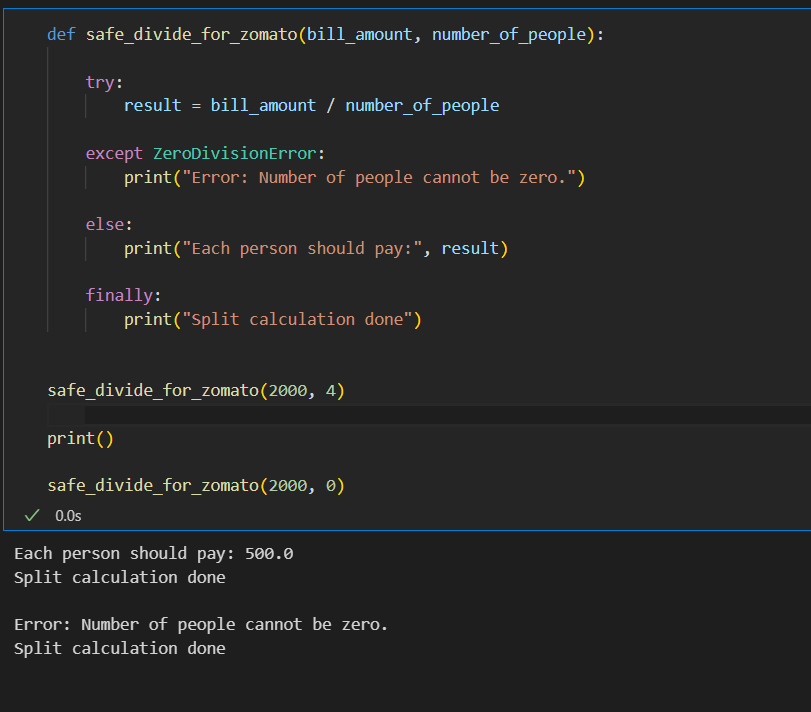 def safe_divide_for_zomato(bill_amount, number_of_people):
try:
result = bill_amount / number_of_people
except ZeroDivisionError:
print("Error: Number of people cannot be zero.")
else:
print("Each person should pay:", result)
finally:
print("Split calculation done")
safe_divide_for_zomato(2000, 4)
print()
safe_divide_for_zomato(2000, 0)
0.0s
Each person should pay: 500.0
Split calculation done
Error: Number of people cannot be zero.
Split calculation done